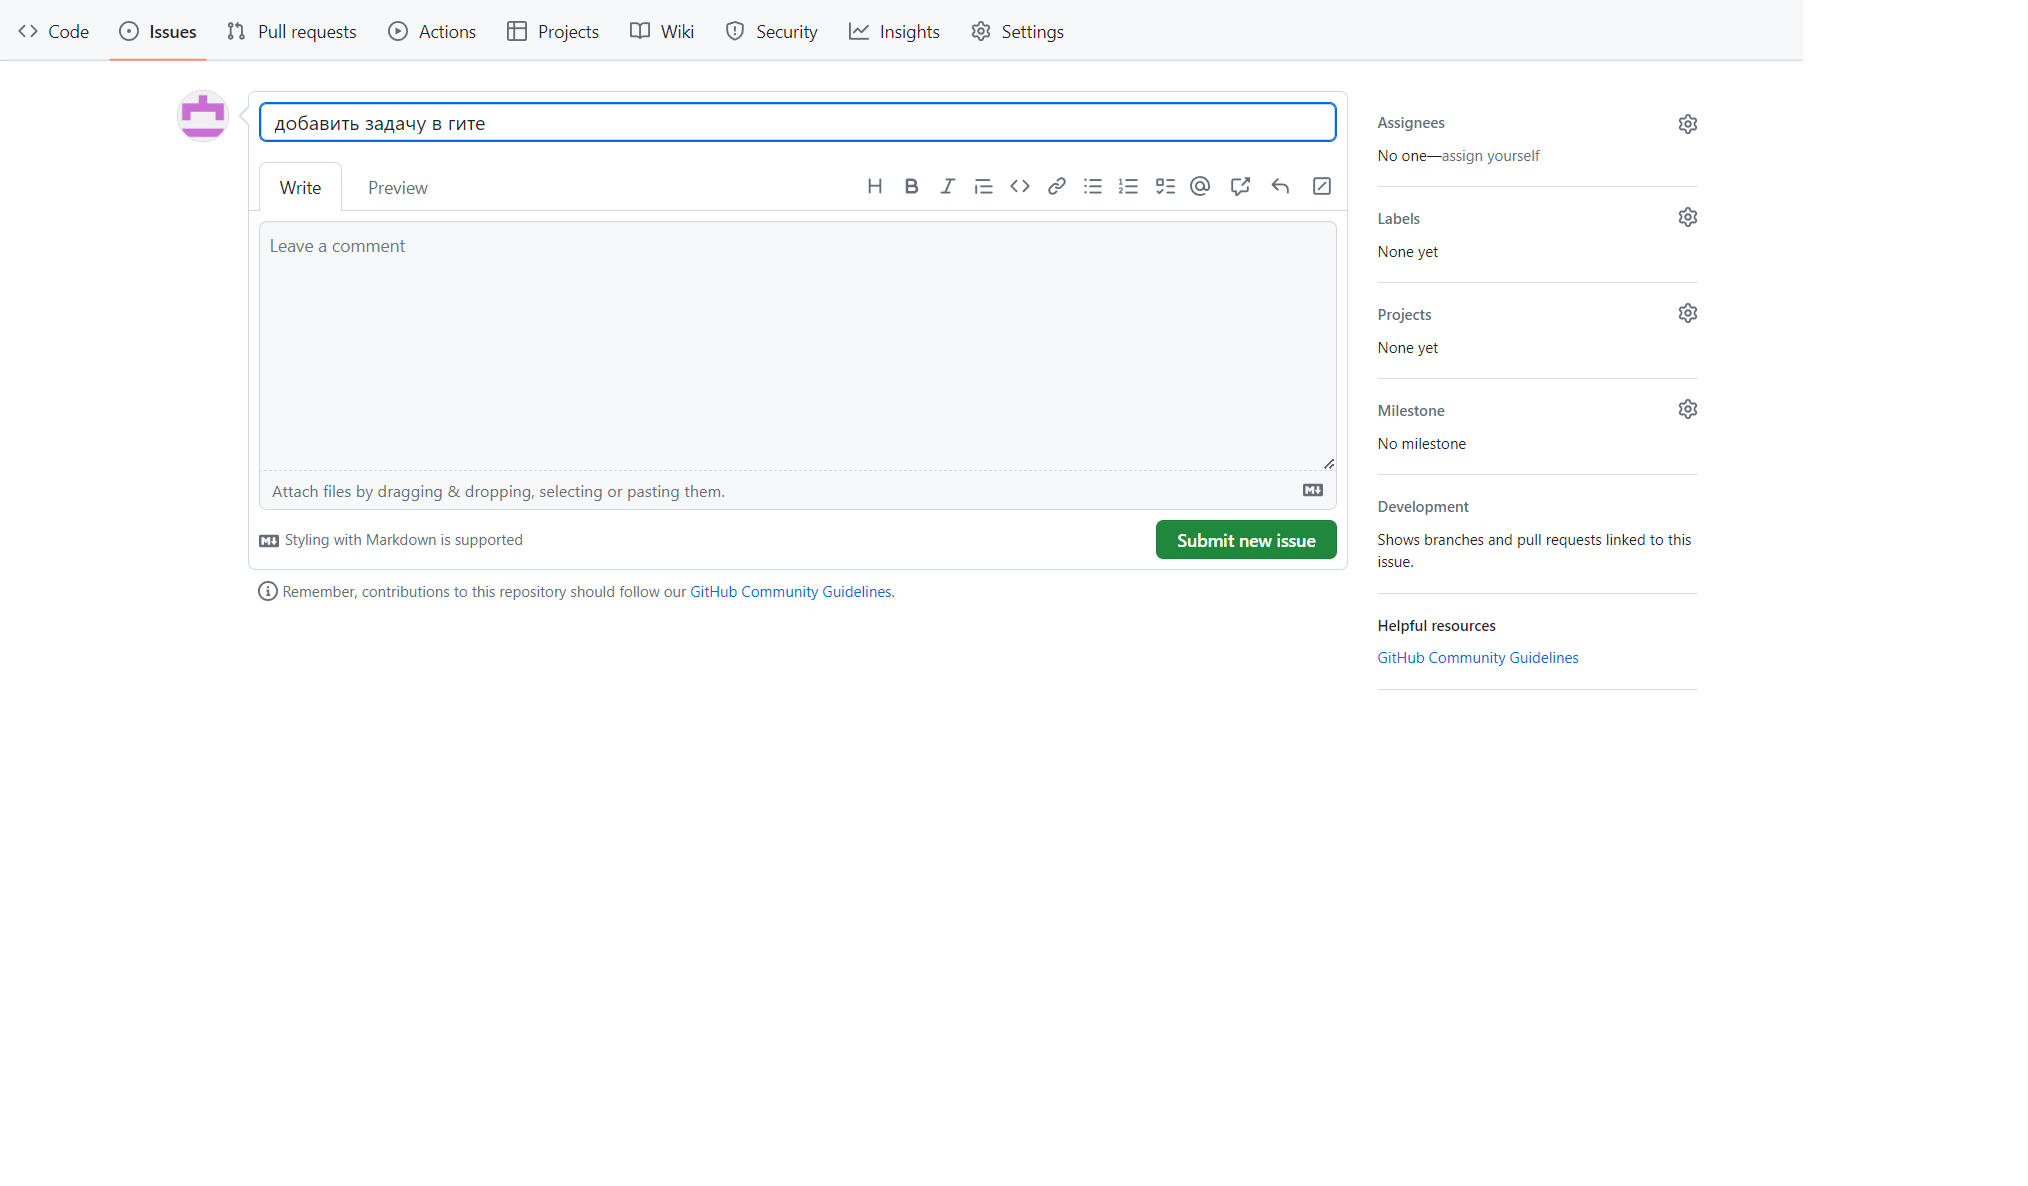 Code Issues Pull requests Actions Projects Wiki Security Insights Settings
добавить задачу в гите
Write Preview
Leave a comment
Attach files by dragging & dropping, selecting or pasting them.
Styling with Markdown is supported
Submit new issue
Remember, contributions to this repository should follow our GitHub Community Guidelines.
Assignees
No one—assign yourself
Labels
None yet
Projects
None yet
Milestone
No milestone
Development
Shows branches and pull requests linked to this
issue.
Helpful resources
GitHub Community Guidelines